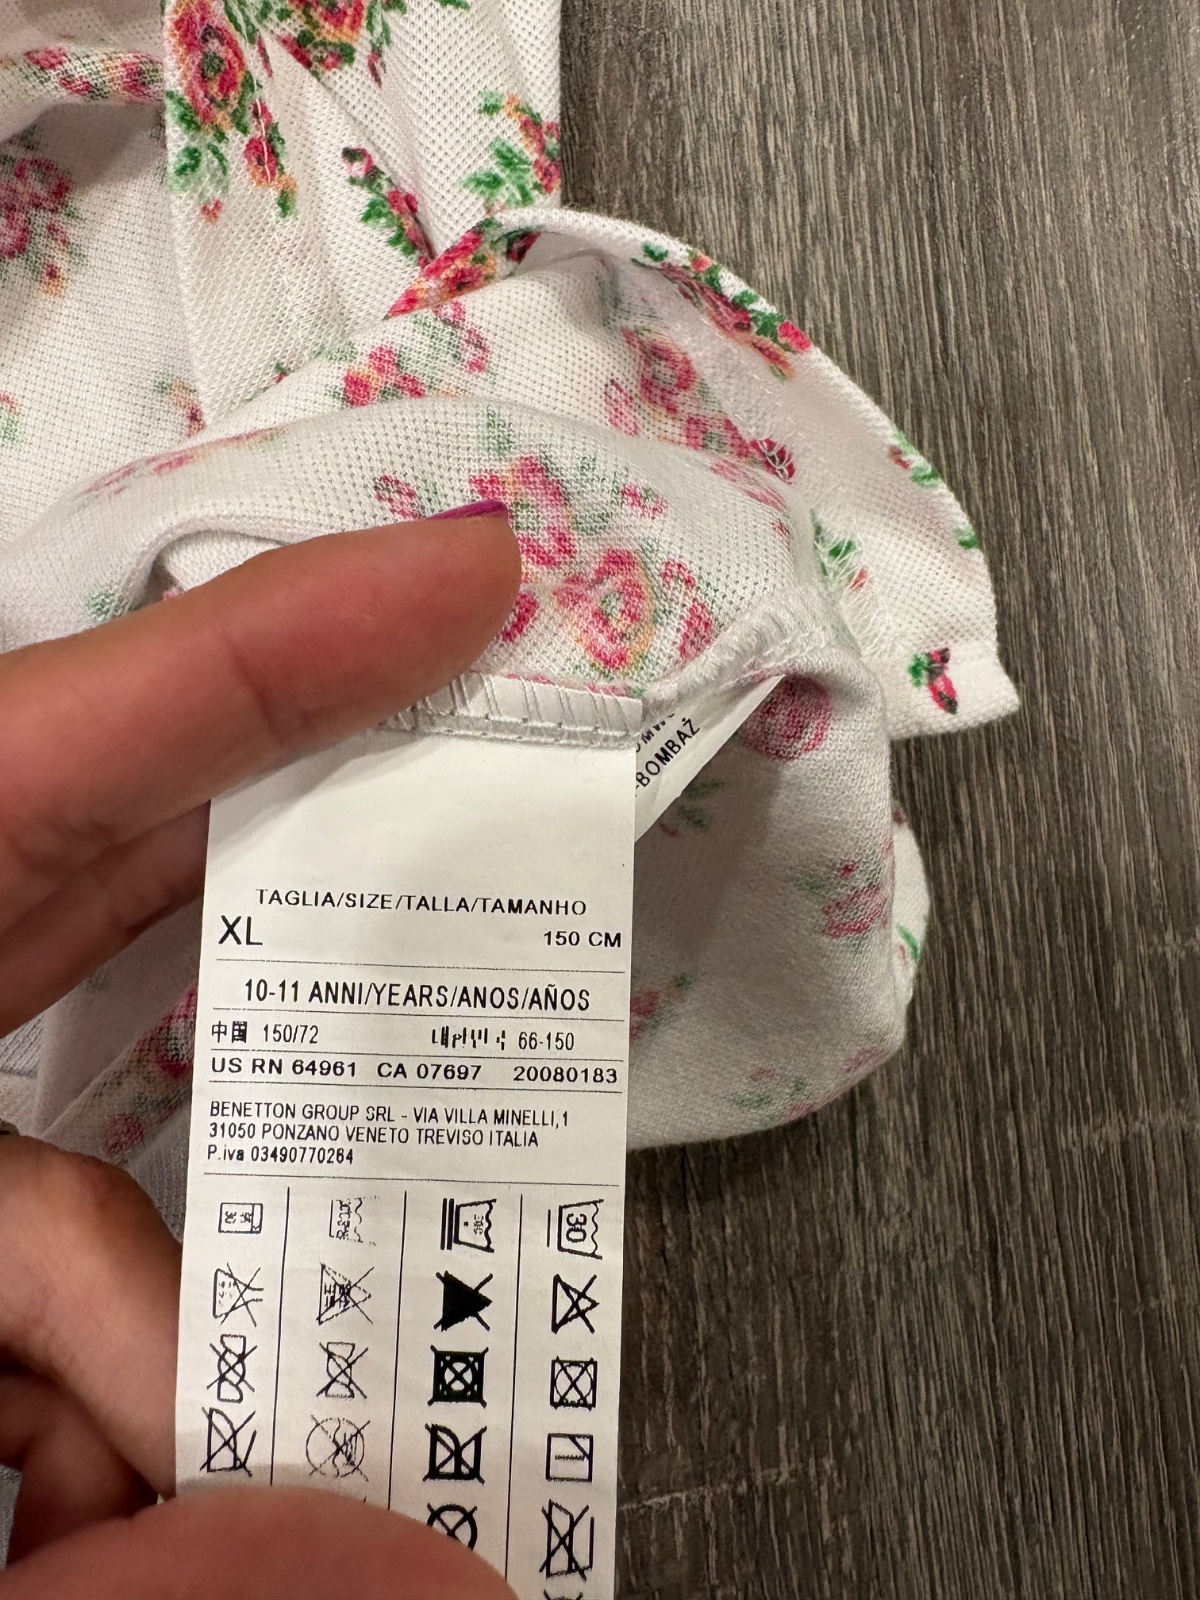 -BOMBAŽ
TAGLIA/SIZE/TALLA/TAMANHO
XL 150 CM
10-11 ANNI/YEARS/ANOS/AÑOS
中国 150/72 66-150
US RN 64961 CA 07697 20080183
BENETTON GROUP SRL - VIA VILLA MINELLI,1
31050 PONZANO VENETO TREVISO ITALIA
P.iva 03490770264
30